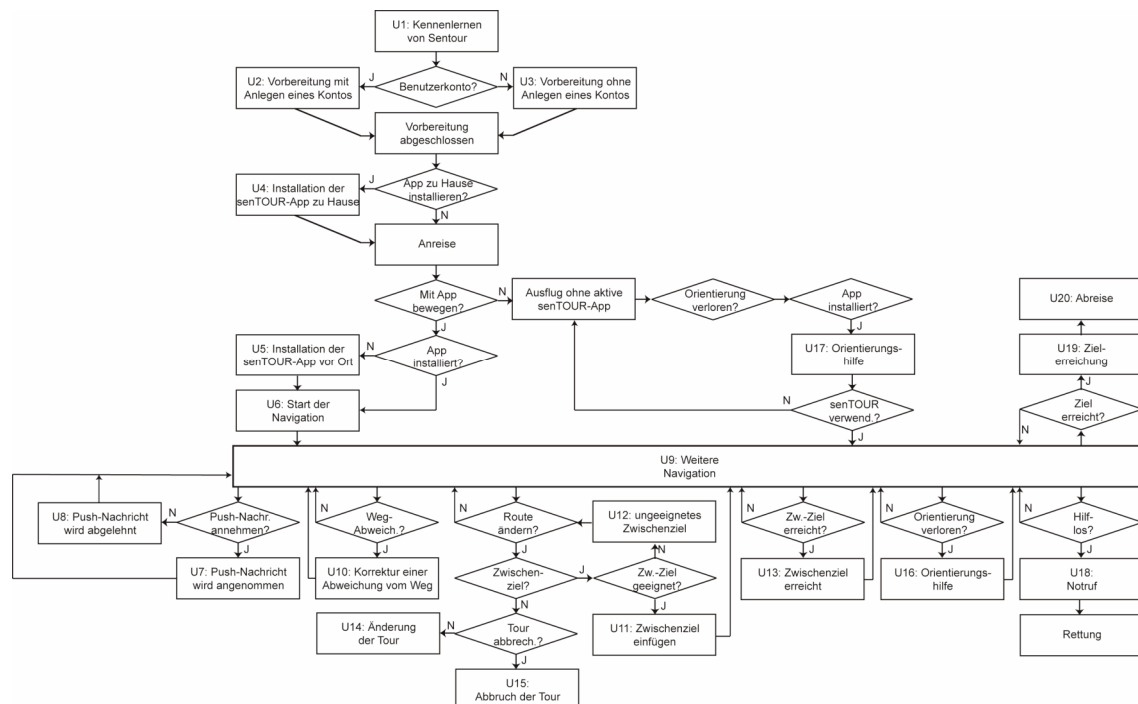 U1: Kennenlernen
von Sentour
U2: Vorbereitung mit
Anlegen eines Kontos
J
Benutzerkonto?
N
U3: Vorbereitung ohne
Anlegen eines Kontos
Vorbereitung
abgeschlossen
U4: Installation der
senTOUR-App zu Hause
J
App zu Hause
installieren?
N
Anreise
Mit App
bewegen?
N
J
Ausflug ohne aktive
senTOUR-App
Orientierung
verloren?
App
installiert?
J
U20: Abreise
U5: Installation der
senTOUR-App vor Ort
N
App
installiert?
J
U17: Orientierungs-
hilfe
U19: Ziel-
erreichung
J
U6: Start der
Navigation
N
senTOUR
verwend.?
J
Ziel
erreicht?
N
U9: Weitere
Navigation
U8: Push-Nachricht
wird abgelehnt
N
Push-Nachr.
annehmen?
J
U7: Push-Nachricht
wird angenommen
N
Weg-
Abweich.?
J
U10: Korrektur einer
Abweichung vom Weg
N
Route
ändern?
J
U12: ungeeignetes
Zwischenziel
N
Zwischen-
ziel?
J
N
Zw.-Ziel
geeignet?
J
U11: Zwischenziel
einfügen
U14: Änderung
der Tour
N
Tour
abbrech.?
J
U15:
Abbruch der Tour
N
Zw.-Ziel
erreicht?
J
U13: Zwischenziel
erreicht
N
Orientierung
verloren?
J
U16: Orientierungs-
hilfe
N
Hilf-
los?
J
U18:
Notruf
Rettung